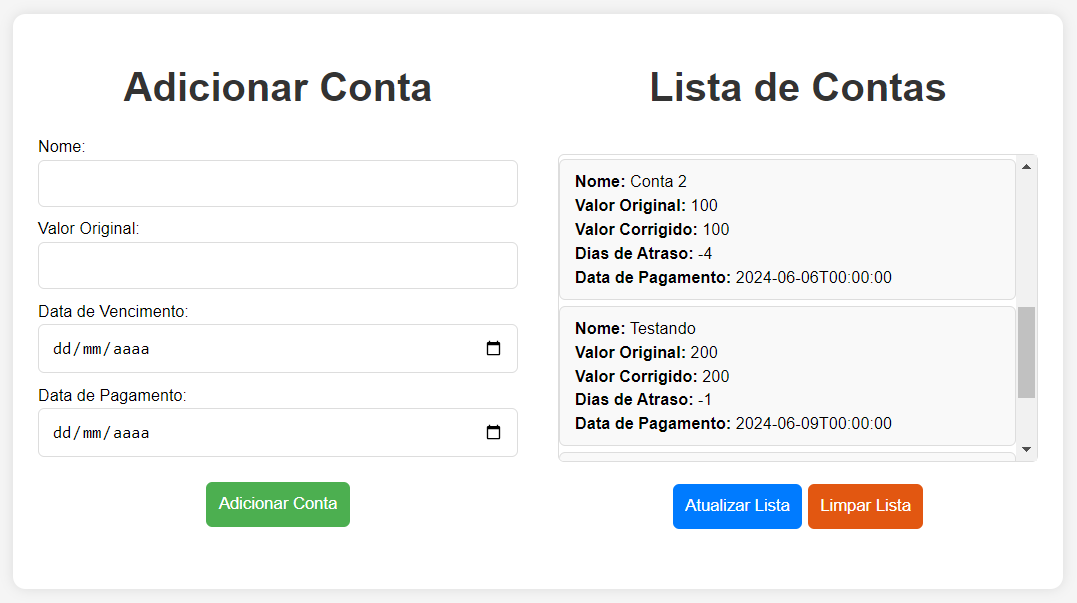 Adicionar Conta
Nome:
Valor Original:
Data de Vencimento:
dd/mm/aaaa
Data de Pagamento:
dd/mm/aaaa
Adicionar Conta
Lista de Contas
Nome: Conta 2
Valor Original: 100
Valor Corrigido: 100
Dias de Atraso: -4
Data de Pagamento: 2024-06-06T00:00:00
Nome: Testando
Valor Original: 200
Valor Corrigido: 200
Dias de Atraso: -1
Data de Pagamento: 2024-06-09T00:00:00
Atualizar Lista
Limpar Lista